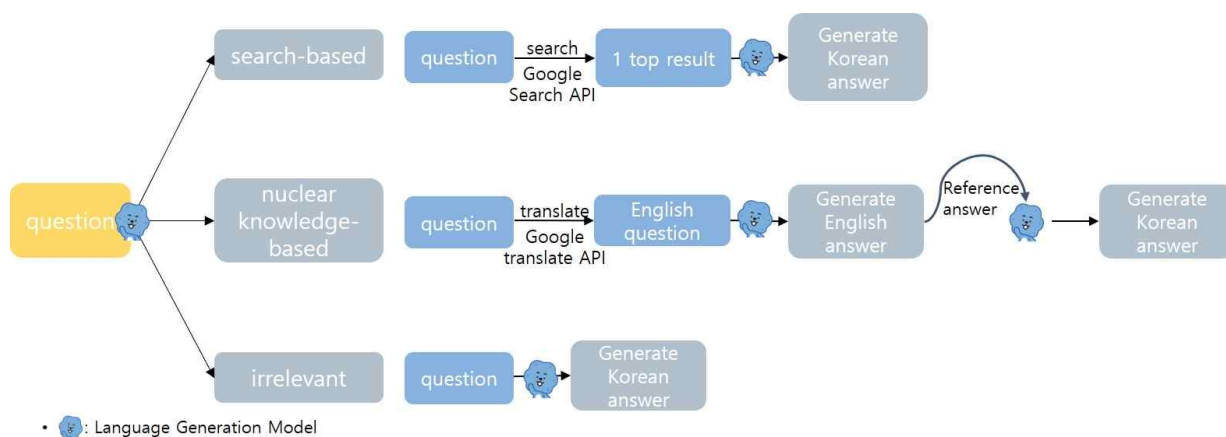 question
search-based
question
search
Google
Search API
1 top result
Generate
Korean
answer
nuclear
knowledge-
based
question
translate
Google
translate API
English
question
Generate
English
answer
Reference
answer
Generate
Korean
answer
irrelevant
question
Generate
Korean
answer
• : Language Generation Model